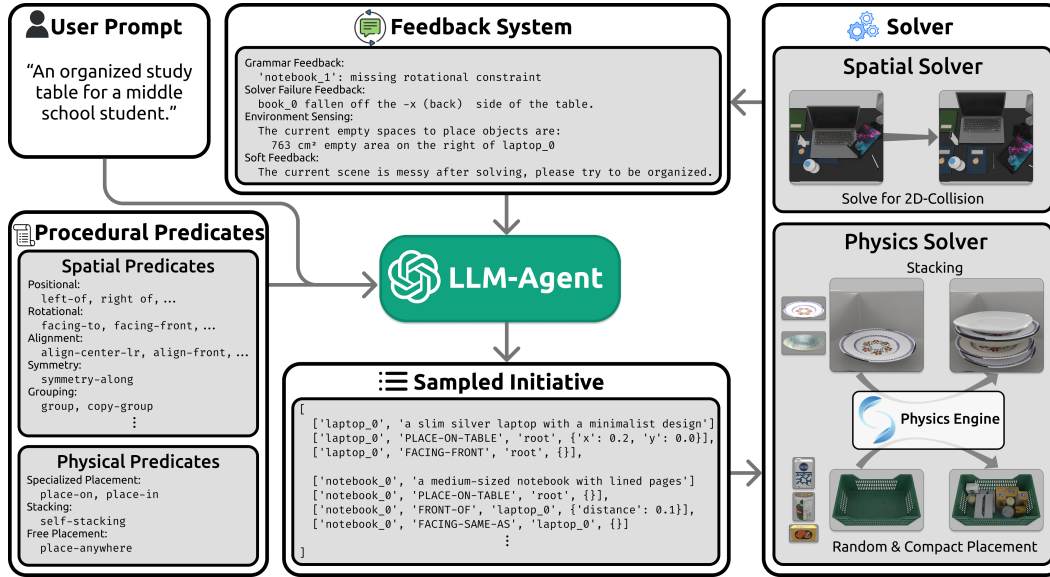 User Prompt
“An organized study
table for a middle
school student.”
Feedback System
Grammar Feedback:
'notebook_1': missing rotational constraint
Solver Failure Feedback:
book_0 fallen off the -x (back) side of the table.
Environment Sensing:
The current empty spaces to place objects are:
763 cm² empty area on the right of laptop_0
Soft Feedback:
The current scene is messy after solving, please try to be organized.
Solver
Spatial Solver
Solve for 2D-Collision
Physics Solver
Stacking
Physics Engine
Random & Compact Placement
Procedural Predicates
Spatial Predicates
Positional:
left-of, right of, ...
Rotational:
facing-to, facing-front, ...
Alignment:
align-center-lr, align-front, ...
Symmetry:
symmetry-along
Grouping:
group, copy-group
⋮
Physical Predicates
Specialized Placement:
place-on, place-in
Stacking:
self-stacking
Free Placement:
place-anywhere
LLM-Agent
Sampled Initiative
[
['laptop_0', 'a slim silver laptop with a minimalist design']
['laptop_0', 'PLACE-ON-TABLE', 'root', {'x': 0.2, 'y': 0.0}],
['laptop_0', 'FACING-FRONT', 'root', {}],
['notebook_0', 'a medium-sized notebook with lined pages']
['notebook_0', 'PLACE-ON-TABLE', 'root', {}],
['notebook_0', 'FRONT-OF', 'laptop_0', {'distance': 0.1}],
['notebook_0', 'FACING-SAME-AS', 'laptop_0', {}]
⋮
]